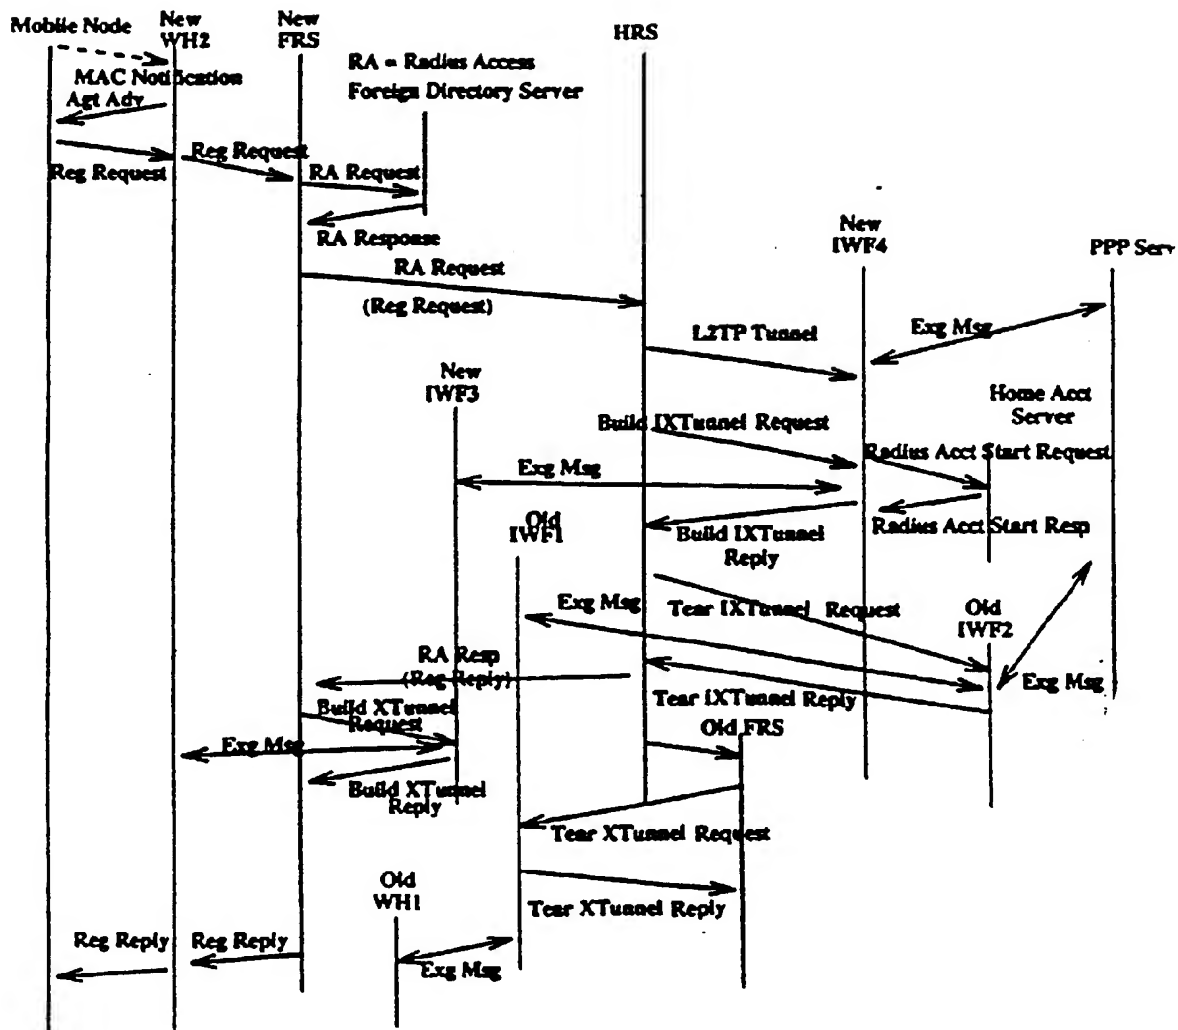 Mobile Node
New
WH2
New
FRS
HRS
RA = Radius Access
Foreign Directory Server
MAC Notification
Agt Adv
Reg Request
Reg Request
RA Request
RA Response
RA Request
(Reg Request)
New
IWF4
PPP Serv
L2TP Tunnel
Exg Msg
New
IWF3
Home Acct
Server
Build IXTunnel Request
Radius Acct Start Request
Exg Msg
Old
IWF1
Build IXTunnel
Reply
Radius Acct Start Resp
Exg Msg
Tear IXTunnel Request
Old
IWF2
RA Resp
(Reg Reply)
Tear IXTunnel Reply
Exg Msg
Build XTunnel
Request
Old FRS
Exg Msg
Build XTunnel
Reply
Tear XTunnel Request
Old
WH1
Tear XTunnel Reply
Reg Reply
Reg Reply
Exg Msg